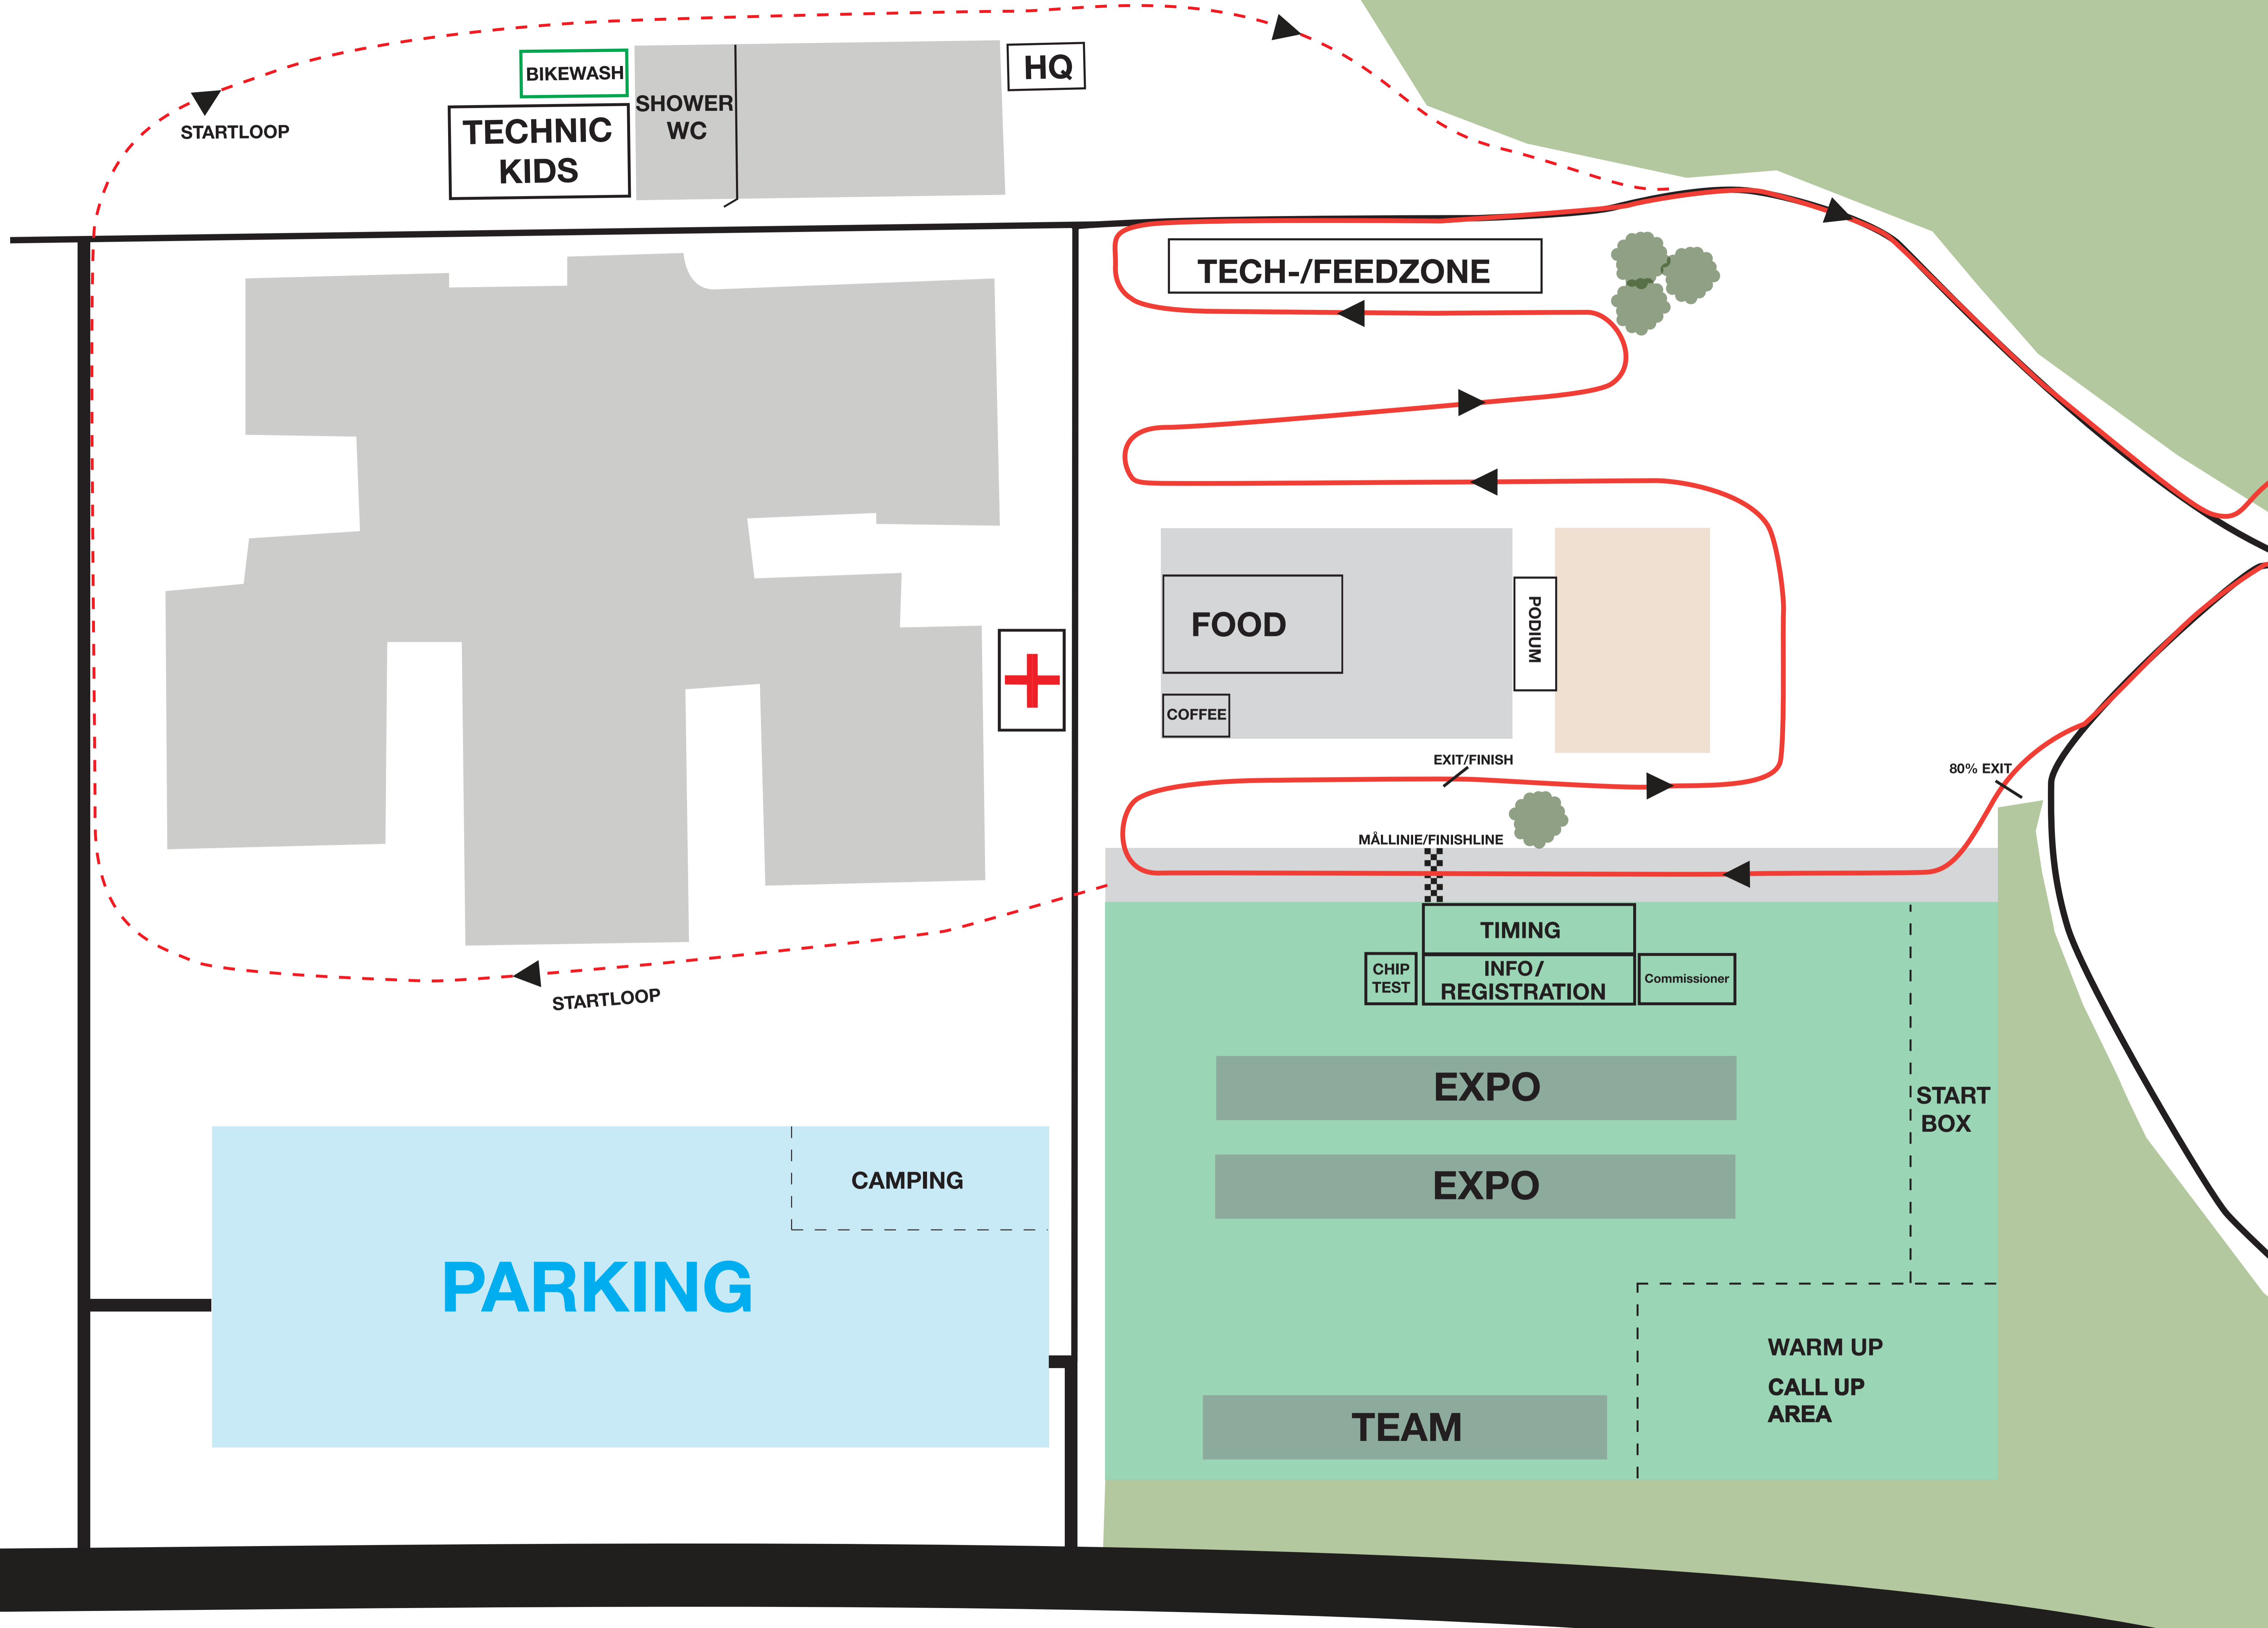 BIKEWASH
TECHNIC
KIDS
SHOWER
WC
HQ
STARTLOOP
TECH-/FEEDZONE
FOOD
COFFEE
PODIUM
EXIT/FINISH
80% EXIT
MÅLLINIE/FINISHLINE
TIMING
CHIP
TEST
INFO/
REGISTRATION
Commissioner
STARTLOOP
EXPO
EXPO
START
BOX
CAMPING
PARKING
WARM UP
CALL UP
AREA
TEAM